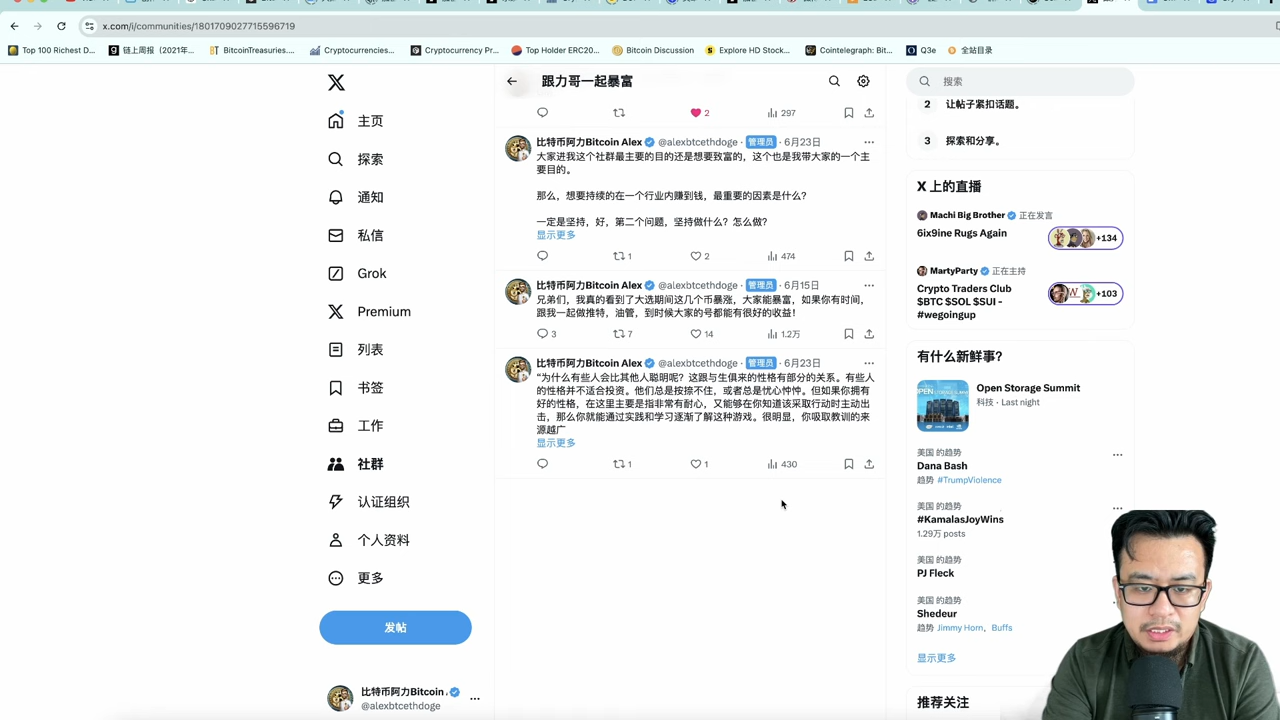 x.com/i/communities/1801709027715596719
Top 100 Richest D...
链上周报（2021年...
BitcoinTreasuries....
Cryptocurrencies...
Cryptocurrency Pr...
Top Holder ERC20...
Bitcoin Discussion
Explore HD Stock...
Cointelegraph: Bit...
Q3e
全站目录
主页
探索
通知
私信
Grok
Premium
列表
书签
工作
社群
认证组织
个人资料
更多
发帖
比特币阿力Bitcoin
@alexbtcethdoge
跟力哥一起暴富
2
297
比特币阿力Bitcoin Alex @alexbtcethdoge · 管理员 · 6月23日
大家进我这个社群最主要的目的还是想要致富的，这个也是我带大家的一个主
要目的。
那么，想要持续的在一个行业内赚到钱，最重要的因素是什么？
一定是坚持，好，第二个问题，坚持做什么？怎么做？
显示更多
1 2 474
比特币阿力Bitcoin Alex @alexbtcethdoge · 管理员 · 6月15日
兄弟们，我真的看到了大选期间这几个币暴涨，大家能暴富，如果你有时间，
跟我一起做推特，油管，到时候大家的号都能有很好的收益！
3 7 14 1.2万
比特币阿力Bitcoin Alex @alexbtcethdoge · 管理员 · 6月23日
“为什么有些人会比其他人聪明呢？这跟与生俱来的性格有部分的关系。有些人
的性格并不适合投资。他们总是按捺不住，或者总是忧心忡忡。但如果你拥有
好的性格，在这里主要是指非常有耐心，又能够在你知道该采取行动时主动出
击，那么你就能通过实践和学习逐渐了解这种游戏。很明显，你吸取教训的来
源越广
显示更多
1 1 430
搜索
2 让帖子紧扣话题。
3 探索和分享。
X 上的直播
Machi Big Brother 正在发言
6ix9ine Rugs Again
+134
MartyParty 正在主持
Crypto Traders Club
$BTC $SOL $SUI -
#wegoingup
+103
有什么新鲜事？
Open Storage Summit
科技 · Last night
美国 的趋势
Dana Bash
趋势 #TrumpViolence
美国 的趋势
#KamalasJoyWins
1.29万 posts
美国 的趋势
PJ Fleck
美国 的趋势
Shedeur
趋势 Jimmy Horn， Buffs
显示更多
推荐关注